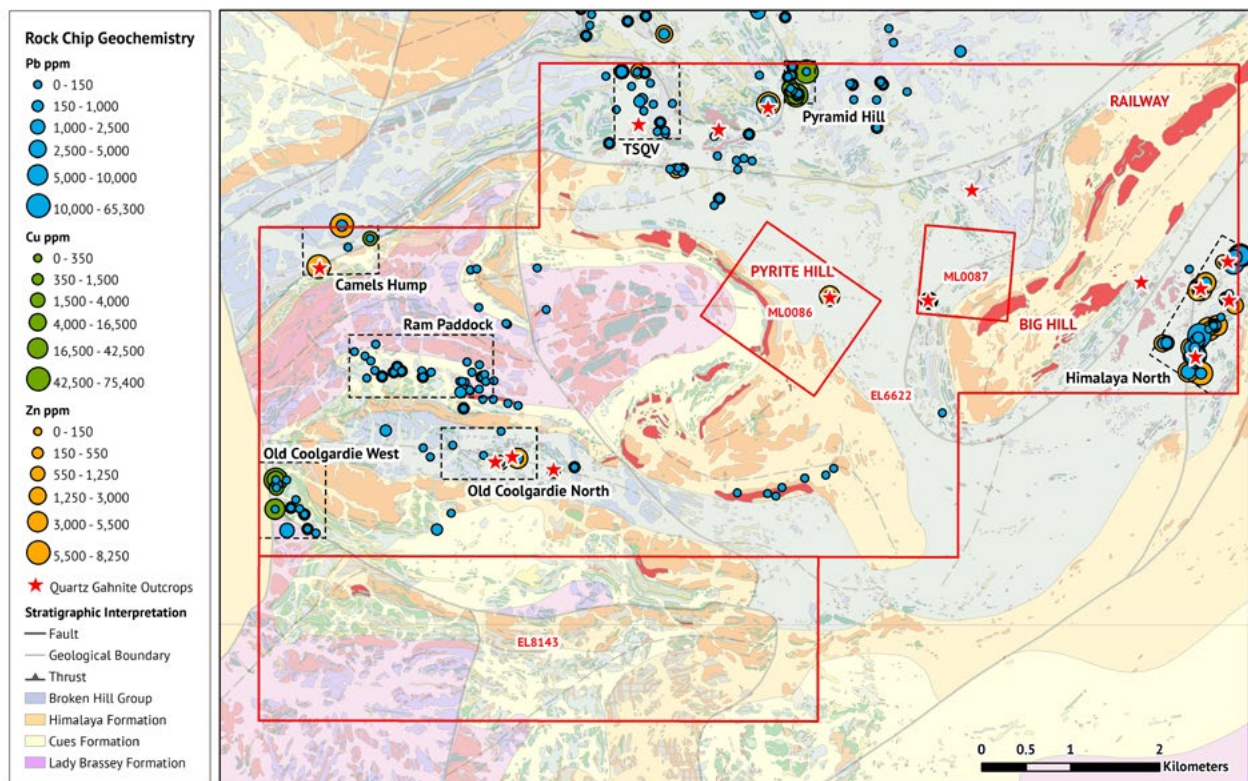 Rock Chip Geochemistry
Pb ppm
0 - 150
150 - 1,000
1,000 - 2,500
2,500 - 5,000
5,000 - 10,000
10,000 - 65,300
Cu ppm
0 - 350
350 - 1,500
1,500 - 4,000
4,000 - 16,500
16,500 - 42,500
42,500 - 75,400
Zn ppm
0 - 150
150 - 550
550 - 1,250
1,250 - 3,000
3,000 - 5,500
5,500 - 8,250
Quartz Gahnite Outcrops
Stratigraphic Interpretation
Fault
Geological Boundary
Thrust
Broken Hill Group
Himalaya Formation
Cues Formation
Lady Brassey Formation
RAILWAY
Pyramid Hill
TSQV
PYRITE HILL
ML0087
Camels Hump
ML0086
Ram Paddock
BIG HILL
Himalaya North
EL6622
Old Coolgardie West
Old Coolgardie North
EL8143
0 0.5 1 2
Kilometers